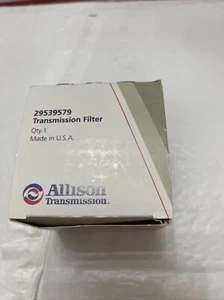 29539579
Transmission Filter
Qty.1
Made in U.S.A.
Allison
Transmission®